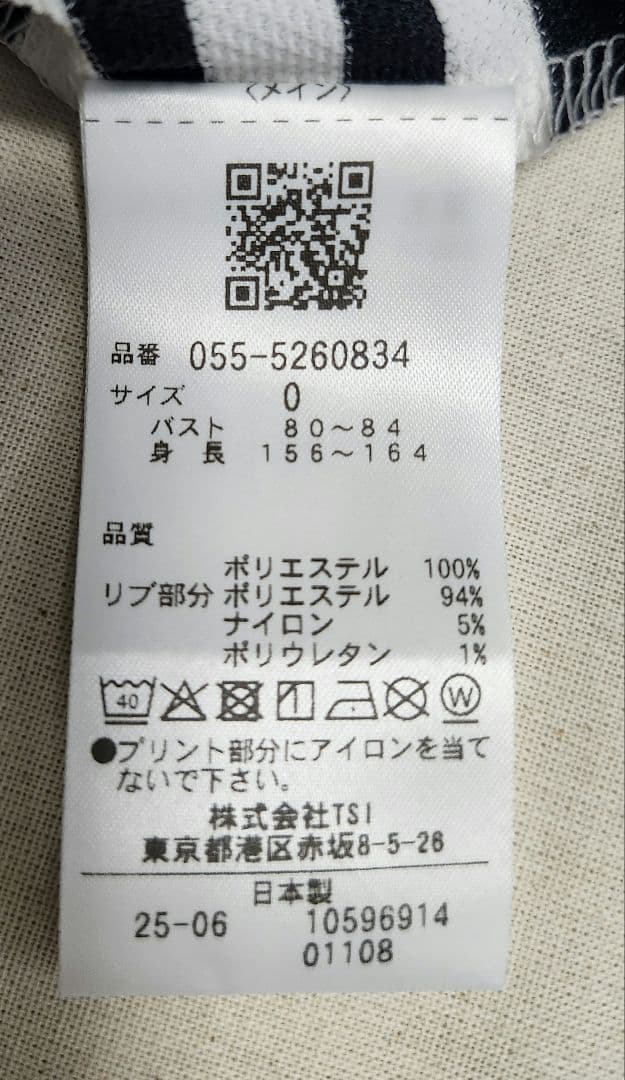 〈メイン〉
品番 055-5260834
サイズ 0
バスト 80～84
身長 156～164
品質
ポリエステル 100%
リブ部分 ポリエステル 94%
ナイロン 5%
ポリウレタン 1%
40 W
●プリント部分にアイロンを当て
ないで下さい。
株式会社TSI
東京都港区赤坂8-5-26
日本製
25-06 10596914
01108